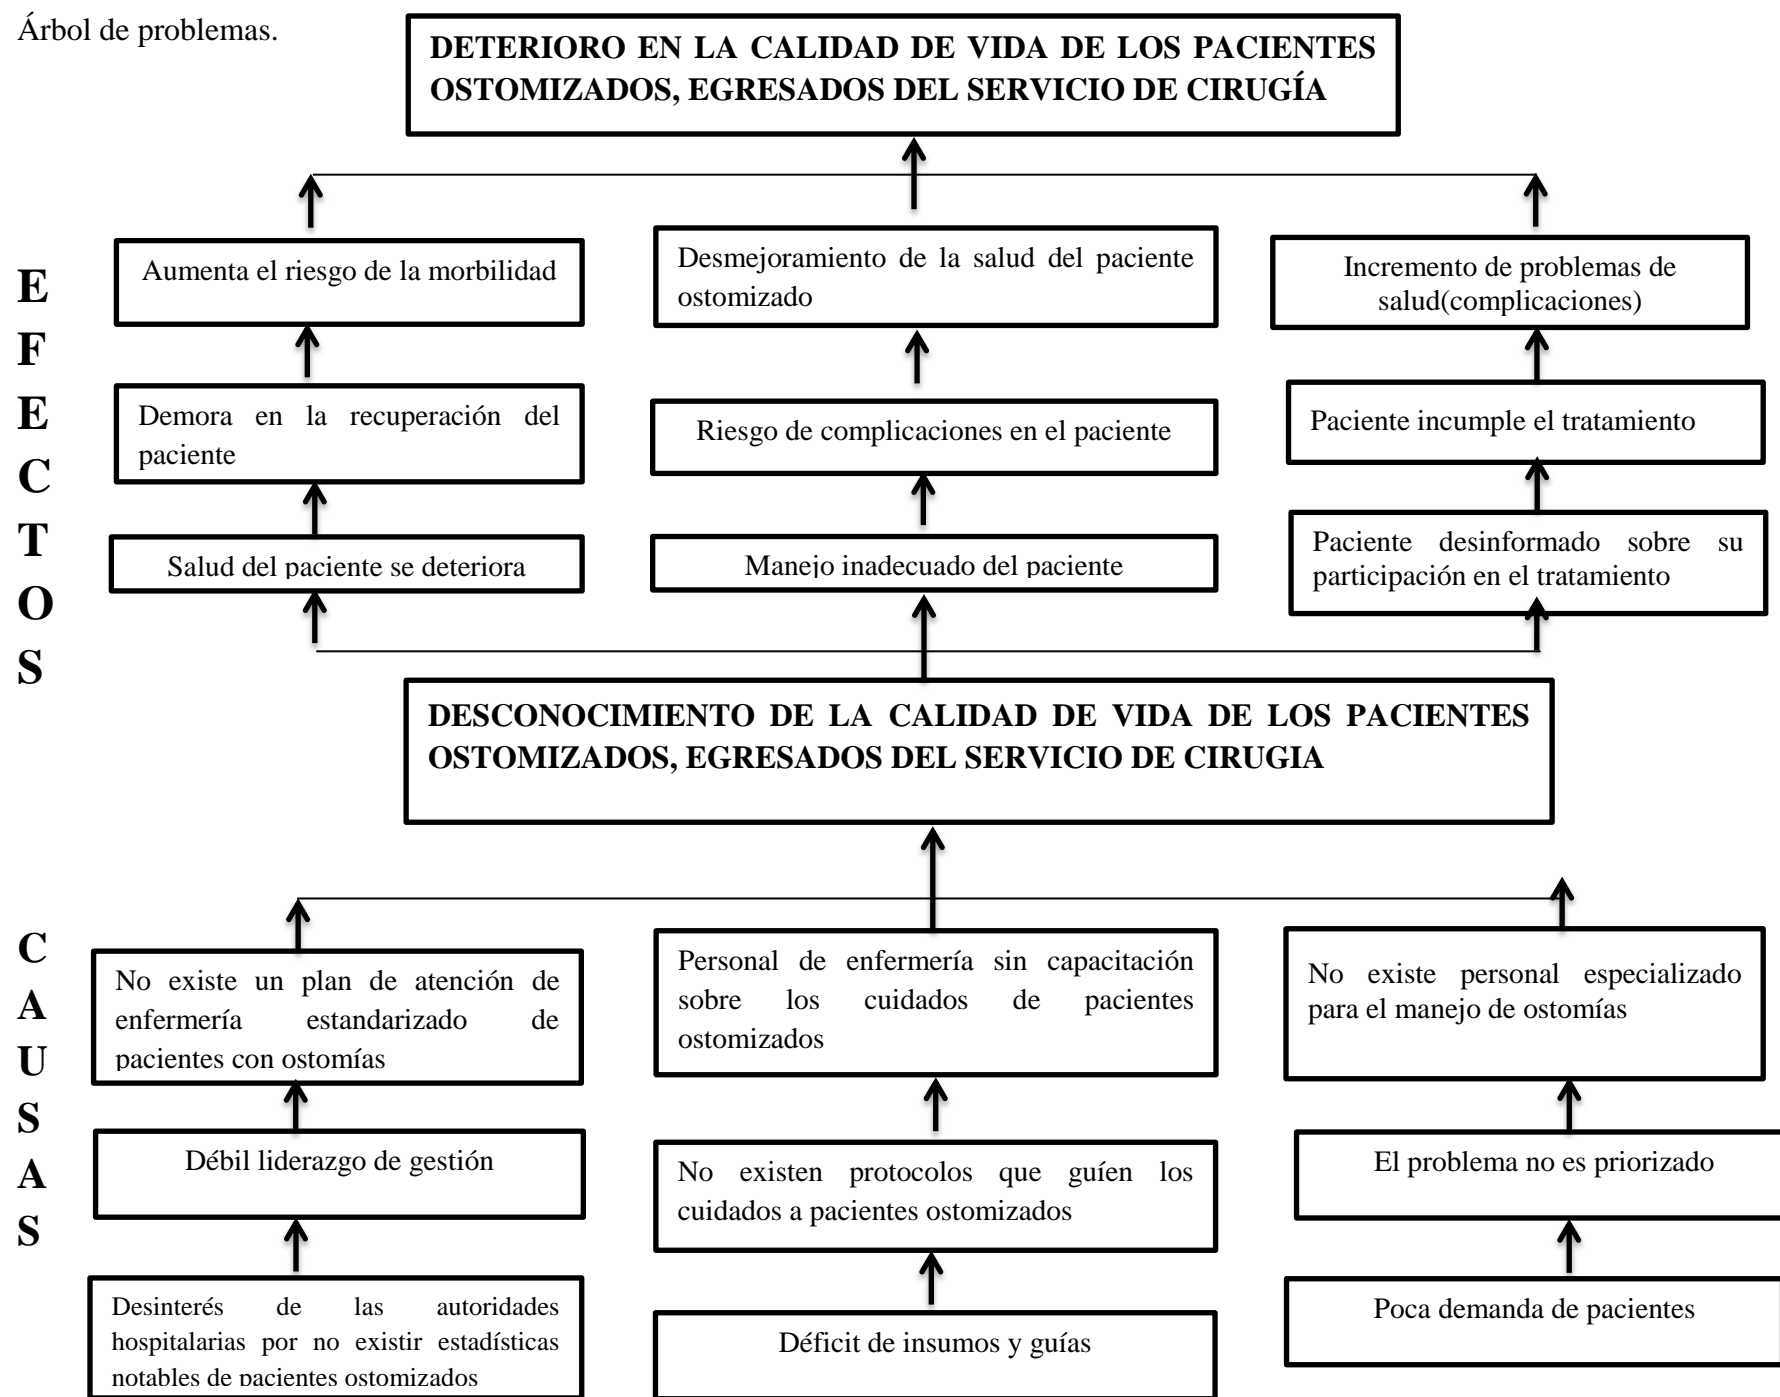 Árbol de problemas.
DETERIORO EN LA CALIDAD DE VIDA DE LOS PACIENTES
OSTOMIZADOS, EGRESADOS DEL SERVICIO DE CIRUGÍA
E
F
E
C
T
O
S
Aumenta el riesgo de la morbilidad
Desmejoramiento de la salud del paciente
ostomizado
Incremento de problemas de
salud(complicaciones)
Demora en la recuperación del
paciente
Riesgo de complicaciones en el paciente
Paciente incumple el tratamiento
Salud del paciente se deteriora
Manejo inadecuado del paciente
Paciente desinformado sobre su
participación en el tratamiento
DESCONOCIMIENTO DE LA CALIDAD DE VIDA DE LOS PACIENTES
OSTOMIZADOS, EGRESADOS DEL SERVICIO DE CIRUGIA
C
A
U
S
A
S
No existe un plan de atención de
enfermería estandarizado de
pacientes con ostomías
Personal de enfermería sin capacitación
sobre los cuidados de pacientes
ostomizados
No existe personal especializado
para el manejo de ostomías
Débil liderazgo de gestión
No existen protocolos que guíen los
cuidados a pacientes ostomizados
El problema no es priorizado
Desinterés de las autoridades
hospitalarias por no existir estadísticas
notables de pacientes ostomizados
Déficit de insumos y guías
Poca demanda de pacientes